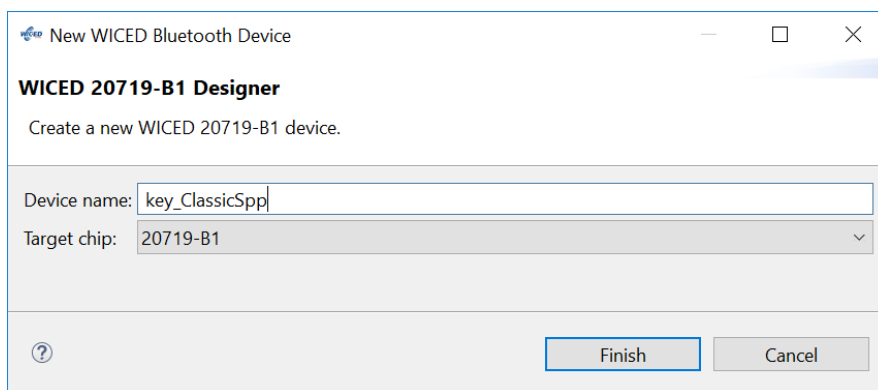 WICED New WICED Bluetooth Device
WICED 20719-B1 Designer
Create a new WICED 20719-B1 device.
Device name: key_ClassicSpp
Target chip: 20719-B1
? Finish Cancel